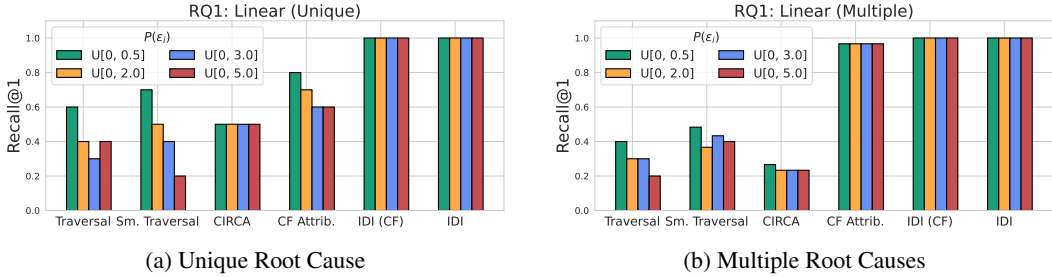 RQ1: Linear (Unique)
Recall@1
1.0
0.8
0.6
0.4
0.2
0.0
P(ϵi)
U[0, 0.5]
U[0, 3.0]
U[0, 2.0]
U[0, 5.0]
Traversal Sm. Traversal CIRCA CF Attrib. IDI (CF) IDI
(a) Unique Root Cause
RQ1: Linear (Multiple)
Recall@1
1.0
0.8
0.6
0.4
0.2
0.0
P(ϵi)
U[0, 0.5]
U[0, 3.0]
U[0, 2.0]
U[0, 5.0]
Traversal Sm. Traversal CIRCA CF Attrib. IDI (CF) IDI
(b) Multiple Root Causes